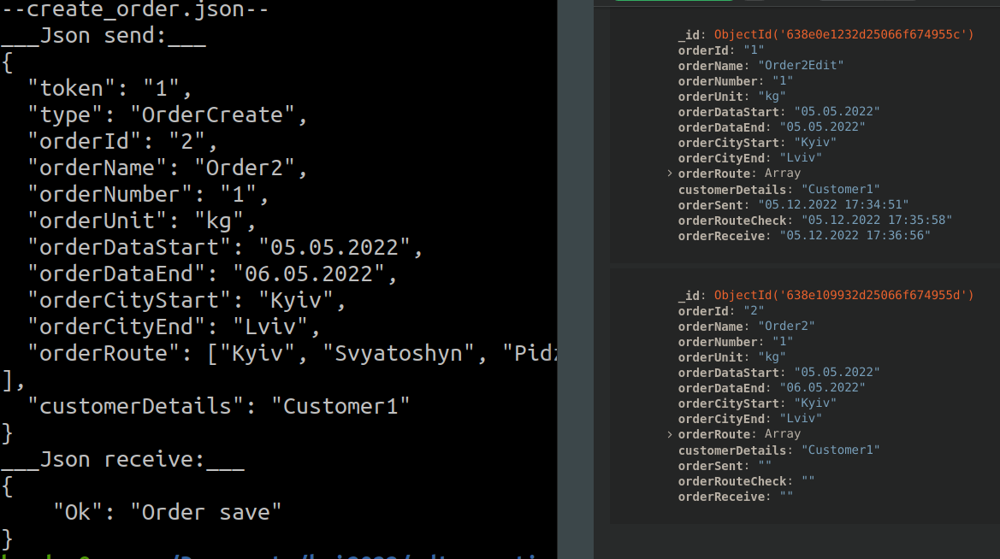 --create_order.json--
___Json send:___
{
  "token": "1",
  "type": "OrderCreate",
  "orderId": "2",
  "orderName": "Order2",
  "orderNumber": "1",
  "orderUnit": "kg",
  "orderDataStart": "05.05.2022",
  "orderDataEnd": "06.05.2022",
  "orderCityStart": "Kyiv",
  "orderCityEnd": "Lviv",
  "orderRoute": ["Kyiv", "Svyatoshyn",
],
  "customerDetails": "Customer1"
}
___Json receive:___
{
    "Ok": "Order save"
}
_id: ObjectId('638e0e1232d25066f674955c')
orderId: "1"
orderName: "Order2Edit"
orderNumber: "1"
orderUnit: "kg"
orderDataStart: "05.05.2022"
orderDataEnd: "05.05.2022"
orderCityStart: "Kyiv"
orderCityEnd: "Lviv"
> orderRoute: Array
customerDetails: "Customer1"
orderSent: "05.12.2022 17:34:51"
orderRouteCheck: "05.12.2022 17:35:58"
orderReceive: "05.12.2022 17:36:56"
_id: ObjectId('638e109932d25066f674955d')
orderId: "2"
orderName: "Order2"
orderNumber: "1"
orderUnit: "kg"
orderDataStart: "05.05.2022"
orderDataEnd: "06.05.2022"
orderCityStart: "Kyiv"
orderCityEnd: "Lviv"
> orderRoute: Array
customerDetails: "Customer1"
orderSent: ""
orderRouteCheck: ""
orderReceive: ""